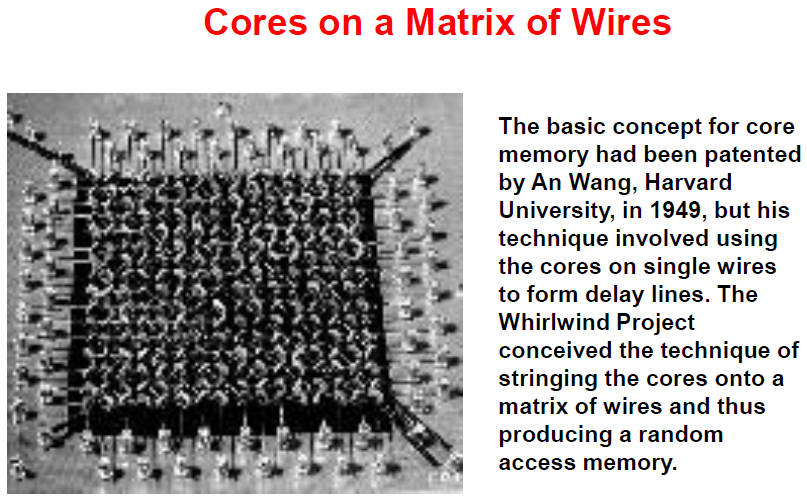 Cores on a Matrix of Wires
The basic concept for core
memory had been patented
by An Wang, Harvard
University, in 1949, but his
technique involved using
the cores on single wires
to form delay lines. The
Whirlwind Project
conceived the technique of
stringing the cores onto a
matrix of wires and thus
producing a random
access memory.